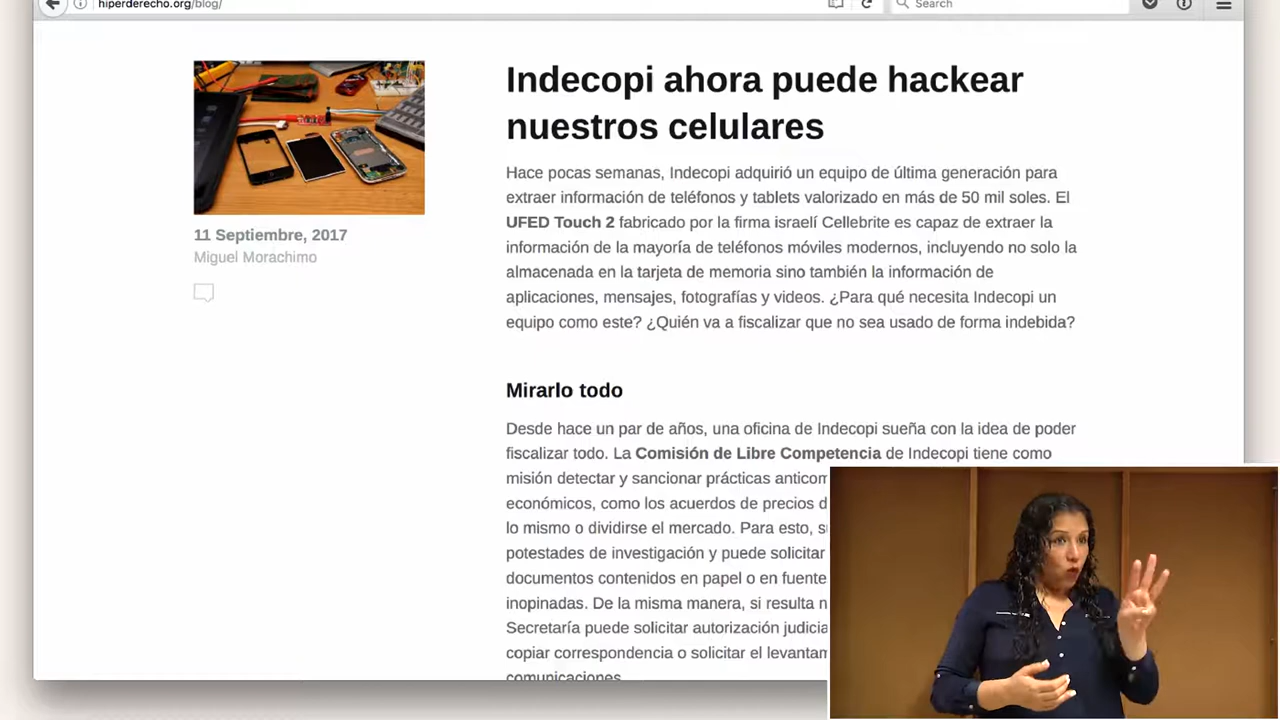 hiperderecho.org/blog/
Search
Indecopi ahora puede hackear
nuestros celulares
11 Septiembre, 2017
Miguel Morachimo
Hace pocas semanas, Indecopi adquirió un equipo de última generación para
extraer información de teléfonos y tablets valorizado en más de 50 mil soles. El
UFED Touch 2 fabricado por la firma israelí Cellebrite es capaz de extraer la
información de la mayoría de teléfonos móviles modernos, incluyendo no solo la
almacenada en la tarjeta de memoria sino también la información de
aplicaciones, mensajes, fotografías y videos. ¿Para qué necesita Indecopi un
equipo como este? ¿Quién va a fiscalizar que no sea usado de forma indebida?
Mirarlo todo
Desde hace un par de años, una oficina de Indecopi sueña con la idea de poder
fiscalizar todo. La Comisión de Libre Competencia de Indecopi tiene como
misión detectar y sancionar prácticas anticom
económicos, como los acuerdos de precios d
lo mismo o dividirse el mercado. Para esto, su
potestades de investigación y puede solicitar
documentos contenidos en papel o en fuente
inopinadas. De la misma manera, si resulta n
Secretaría puede solicitar autorización judicia
copiar correspondencia o solicitar el levantam
comunicaciones